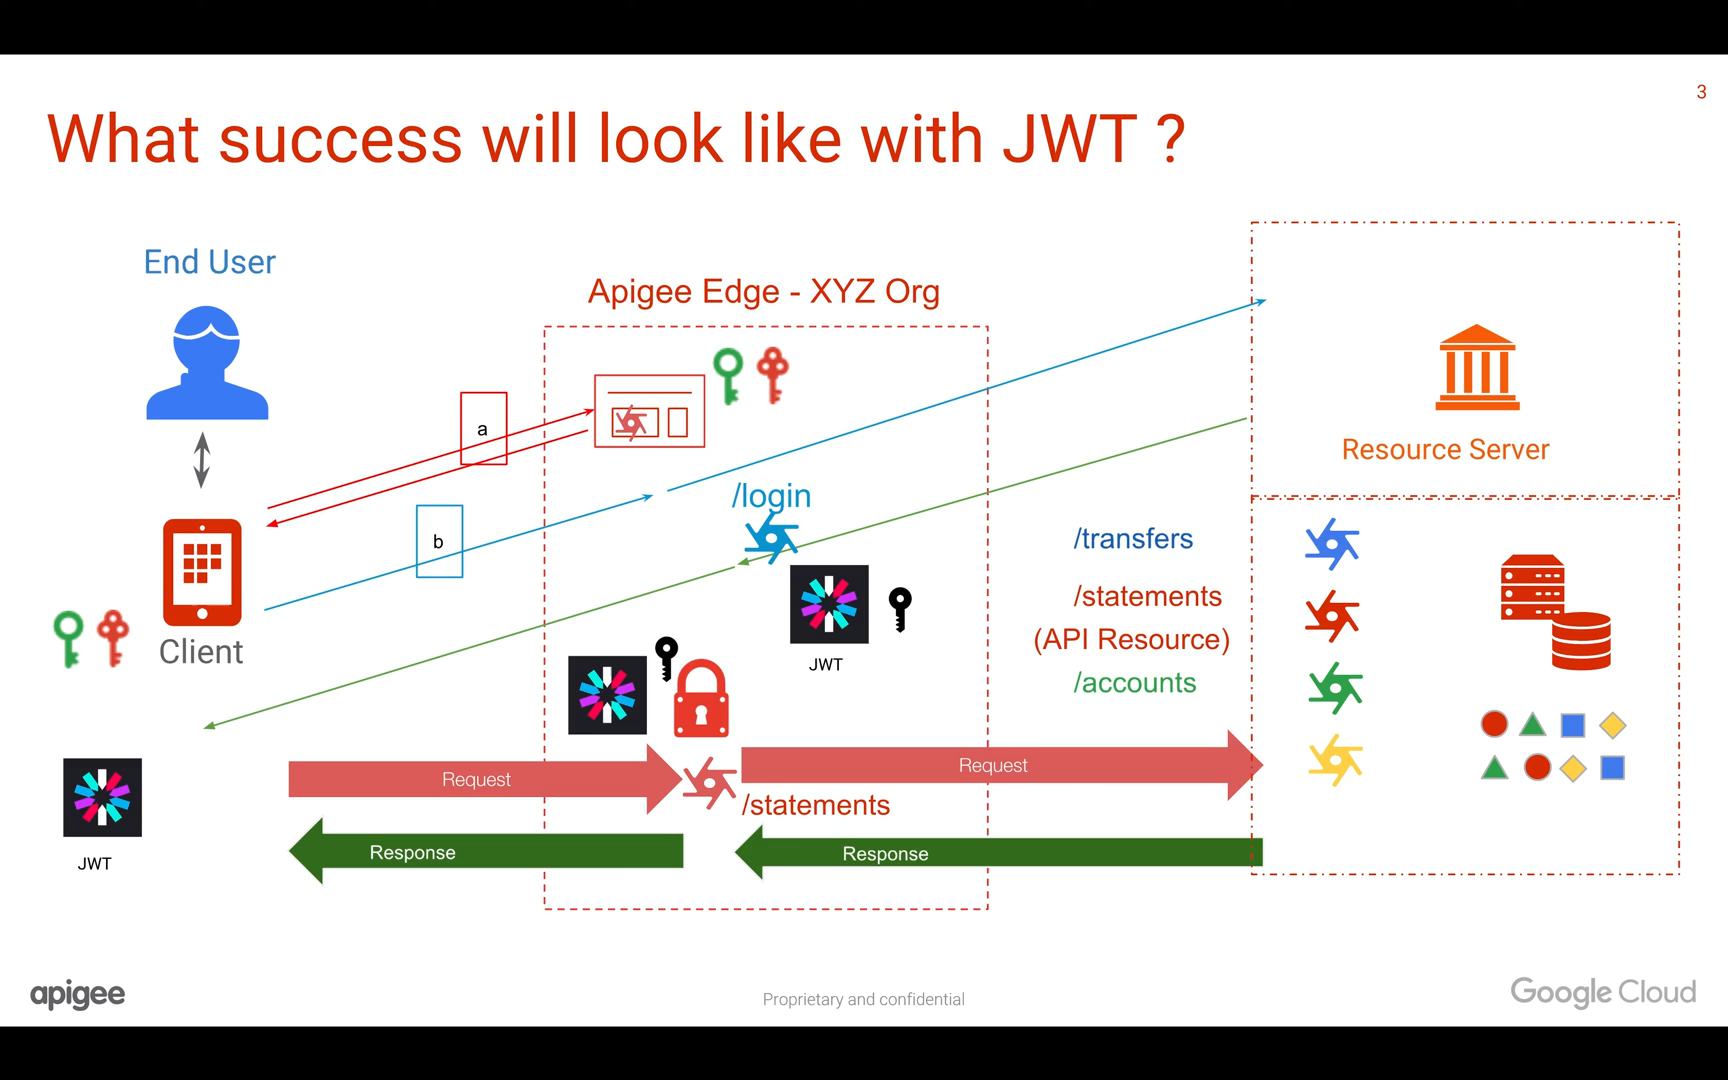 3
What success will look like with JWT ?
End User
Apigee Edge - XYZ Org
a
Resource Server
/login
b
/transfers
/statements
(API Resource)
/accounts
Client
JWT
Request
Request
/statements
JWT
Response
Response
apigee
Proprietary and confidential
Google Cloud